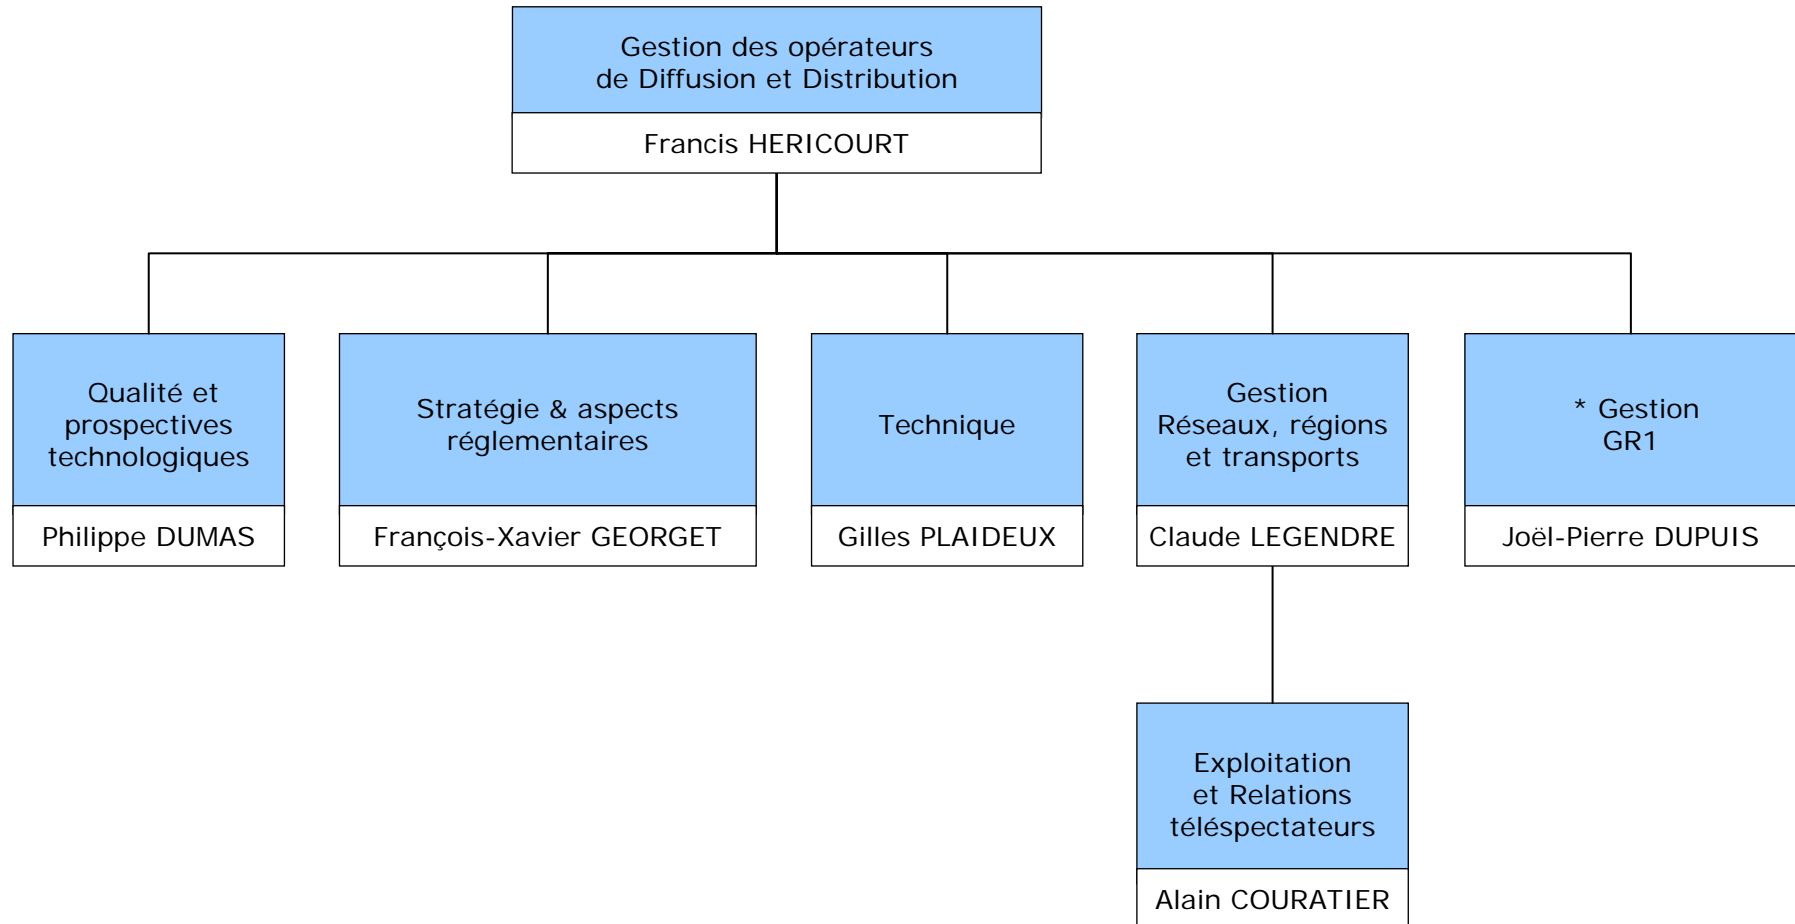 Gestion des opérateurs
de Diffusion et Distribution
Francis HERICOURT
Qualité et
prospectives
technologiques
Philippe DUMAS
Stratégie & aspects
réglementaires
François-Xavier GEORGET
Technique
Gilles PLAIDEUX
Gestion
Réseaux, régions
et transports
Claude LEGENDRE
* Gestion
GR1
Joël-Pierre DUPUIS
Exploitation
et Relations
téléspectateurs
Alain COURATIER